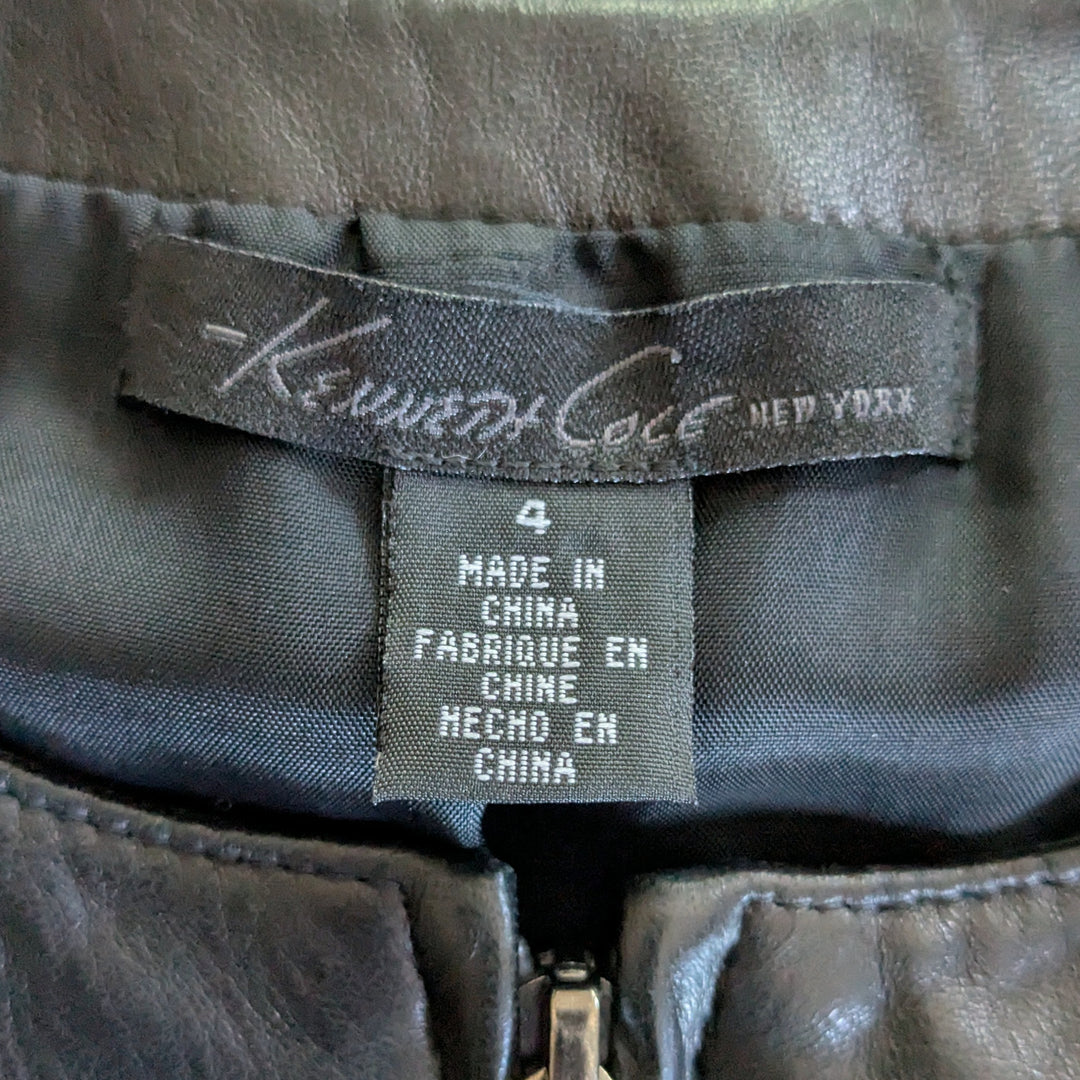 -KENNETH COLE NEW YORK
4
MADE IN
CHINA
FABRIQUE EN
CHINE
HECHO EN
CHINA